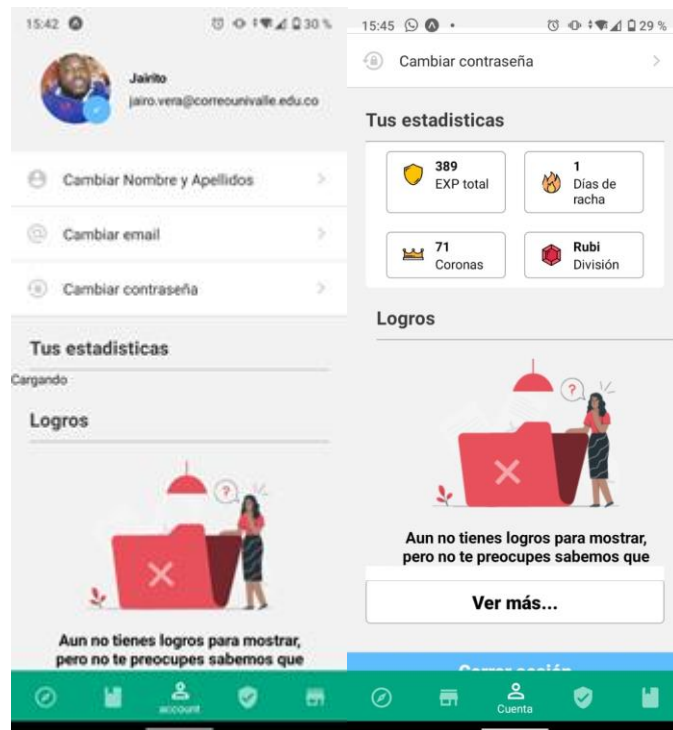 15:42
30 %
Jairito
jairo.vera@correounivalle.edu.co
Cambiar Nombre y Apellidos
Cambiar email
Cambiar contraseña
Tus estadisticas
Cargando
Logros
?
Aun no tienes logros para mostrar,
pero no te preocupes sabemos que
account
15:45
29 %
Cambiar contraseña
Tus estadisticas
389
EXP total
1
Días de
racha
71
Coronas
Rubi
División
Logros
?
Aun no tienes logros para mostrar,
pero no te preocupes sabemos que
Ver más...
Cerrar sesión
Cuenta